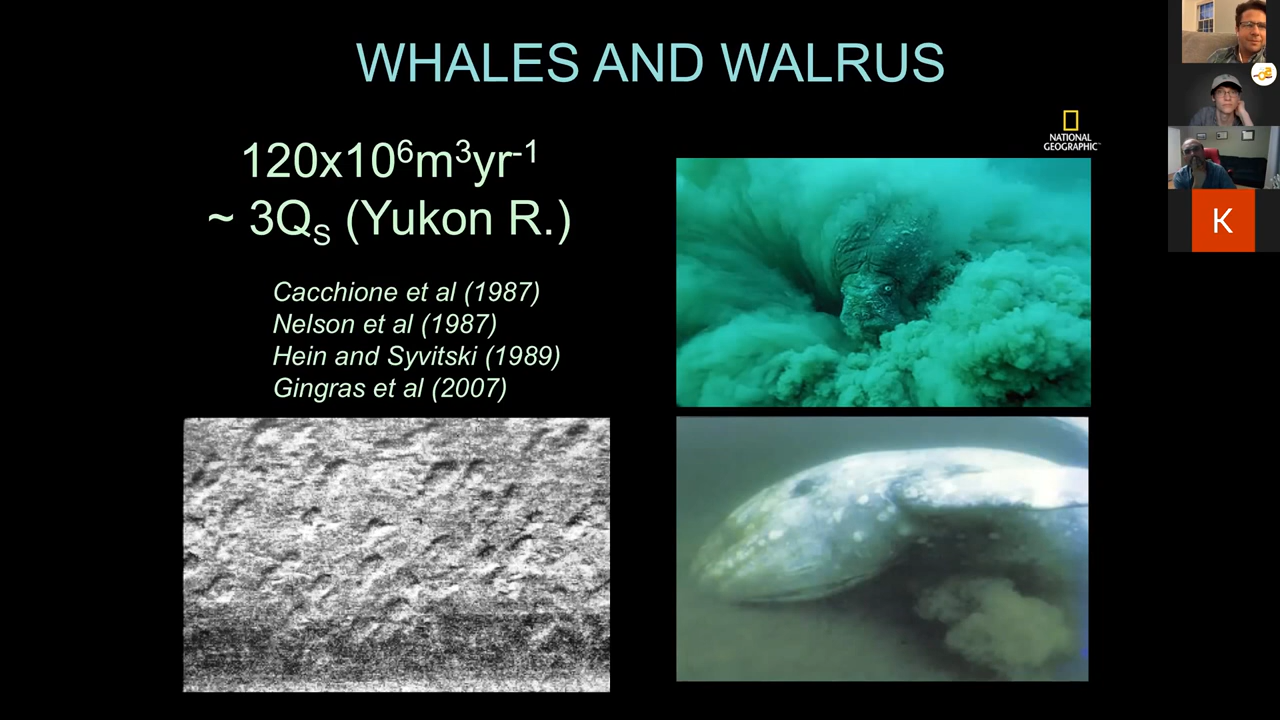 WHALES AND WALRUS
120x10⁶m³yr⁻¹
~ 3Qₛ (Yukon R.)
NATIONAL
GEOGRAPHIC
Cacchione et al (1987)
Nelson et al (1987)
Hein and Syvitski (1989)
Gingras et al (2007)
K